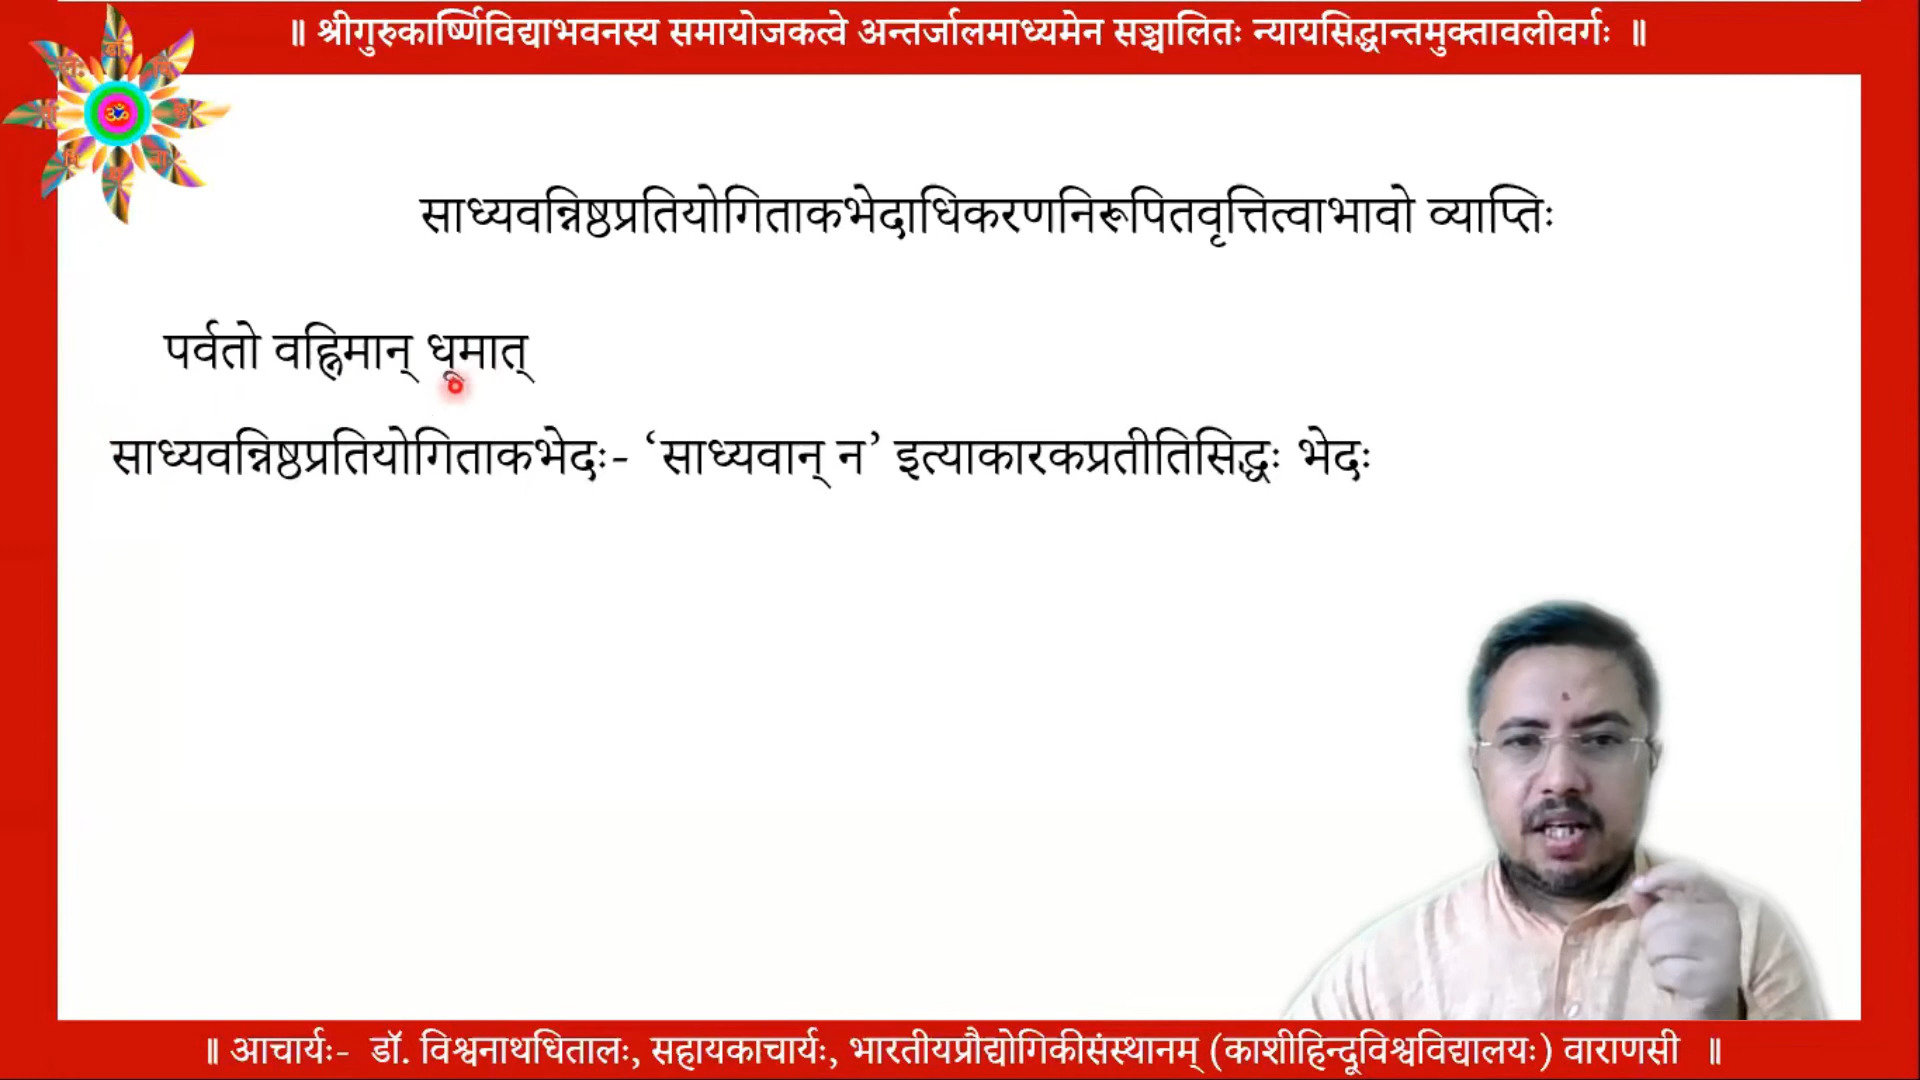 ॥ श्रीगुरुकार्ष्णिविद्याभवनस्य समायोजकत्वे अन्तर्जालमाध्यमेन सञ्चालितः न्यायसिद्धान्तमुक्तावलीवर्गः ॥
ॐ
साध्यवन्निष्ठप्रतियोगिताकभेदाधिकरणनिरूपितवृत्तित्वाभावो व्याप्तिः
पर्वतो वह्निमान् धूमात्
साध्यवन्निष्ठप्रतियोगिताकभेदः- ‘साध्यवान् न’ इत्याकारकप्रतीतिसिद्धः भेदः
॥ आचार्यः- डॉ. विश्वनाथधितालः, सहायकाचार्यः, भारतीयप्रौद्योगिकीसंस्थानम् (काशीहिन्दूविश्वविद्यालयः) वाराणसी ॥